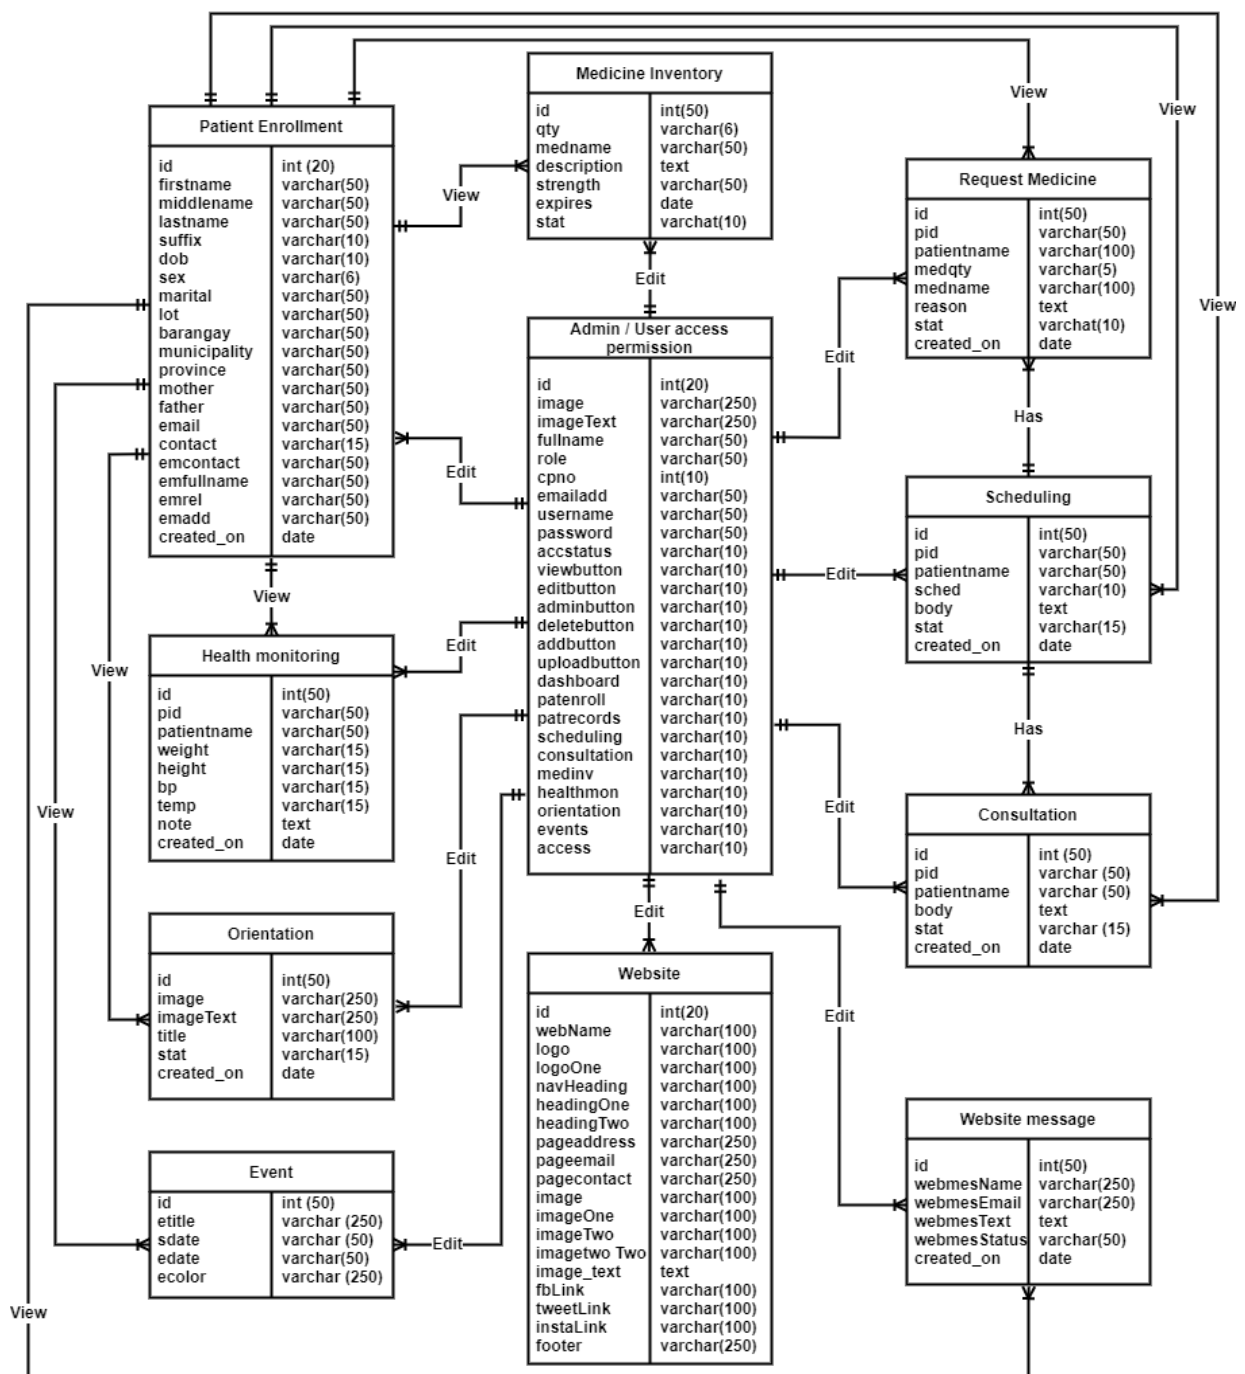 Medicine Inventory
id int(50)
qty varchar(6)
medname varchar(50)
description text
strength varchar(50)
expires date
stat varchat(10)
Patient Enrollment
id int (20)
firstname varchar(50)
middlename varchar(50)
lastname varchar(50)
suffix varchar(10)
dob varchar(10)
sex varchar(6)
marital varchar(50)
lot varchar(50)
barangay varchar(50)
municipality varchar(50)
province varchar(50)
mother varchar(50)
father varchar(50)
email varchar(50)
contact varchar(15)
emcontact varchar(50)
emfullname varchar(50)
emrel varchar(50)
emadd varchar(50)
created_on date
View
View
View
View
Request Medicine
id int(50)
pid varchar(50)
patientname varchar(100)
medqty varchar(5)
medname varchar(100)
reason text
stat varchat(10)
created_on date
Edit
Edit
Edit
Has
Admin / User access
permission
id int(20)
image varchar(250)
imageText varchar(250)
fullname varchar(50)
role varchar(50)
cpno int(10)
emailadd varchar(50)
username varchar(50)
password varchar(50)
accstatus varchar(10)
viewbutton varchar(10)
editbutton varchar(10)
adminbutton varchar(10)
deletebutton varchar(10)
addbutton varchar(10)
uploadbutton varchar(10)
dashboard varchar(10)
patenroll varchar(10)
patrecords varchar(10)
scheduling varchar(10)
consultation varchar(10)
medinv varchar(10)
healthmon varchar(10)
orientation varchar(10)
events varchar(10)
access varchar(10)
Scheduling
id int(50)
pid varchar(50)
patientname varchar(50)
sched varchar(10)
body text
stat varchar(15)
created_on date
Edit
View
Edit
View
Has
Health monitoring
id int(50)
pid varchar(50)
patientname varchar(50)
weight varchar(15)
height varchar(15)
bp varchar(15)
temp varchar(15)
note text
created_on date
View
Edit
Edit
Consultation
id int (50)
pid varchar (50)
patientname varchar (50)
body text
stat varchar (15)
created_on date
Edit
Edit
Orientation
id int(50)
image varchar(250)
imageText varchar(250)
title varchar(100)
stat varchar(15)
created_on date
Website
id int(20)
webName varchar(100)
logo varchar(100)
logoOne varchar(100)
navHeading varchar(100)
headingOne varchar(100)
headingTwo varchar(100)
pageaddress varchar(250)
pageemail varchar(250)
pagecontact varchar(250)
image varchar(100)
imageOne varchar(100)
imageTwo varchar(100)
imagetwo Two varchar(100)
image_text text
fbLink varchar(100)
tweetLink varchar(100)
instaLink varchar(100)
footer varchar(250)
Website message
id int(50)
webmesName varchar(250)
webmesEmail varchar(250)
webmesText text
webmesStatus varchar(50)
created_on date
Event
id int (50)
etitle varchar (250)
sdate varchar (50)
edate varchar(50)
ecolor varchar (250)
Edit
View